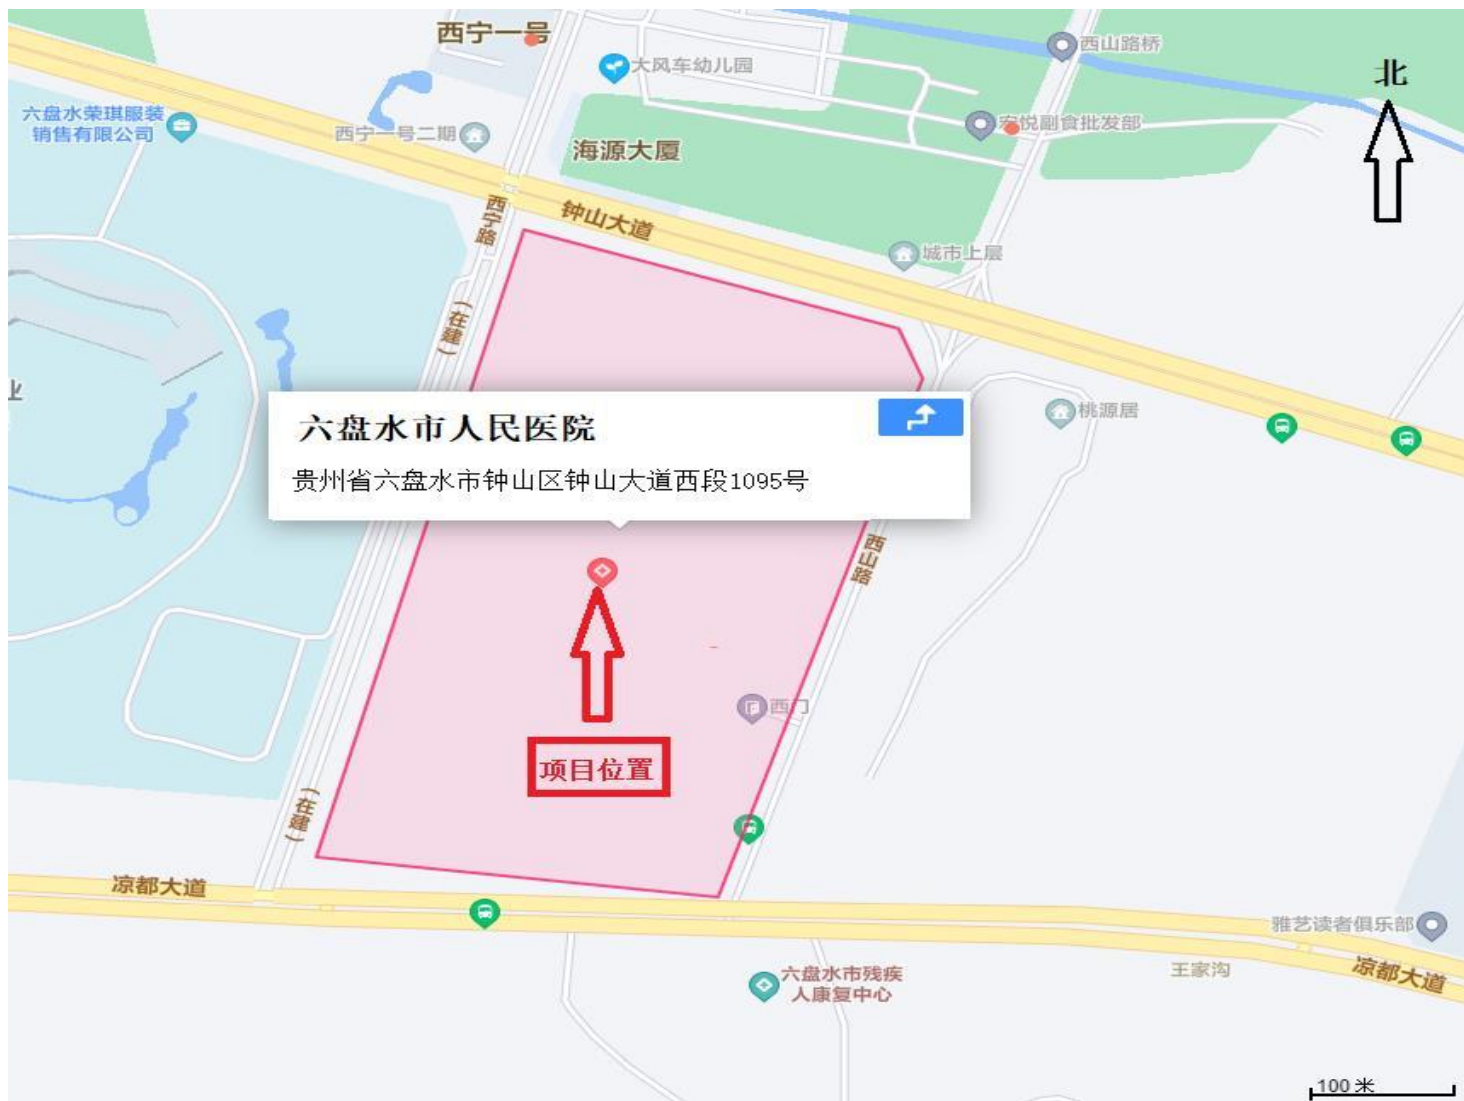 西宁一号
大风车幼儿园
西山路桥
北
六盘水荣琪服装
销售有限公司
西宁一号二期
海源大厦
安悦副食批发部
西宁路
钟山大道
城市上层
(在建)
业
六盘水市人民医院
贵州省六盘水市钟山区钟山大道西段1095号
桃源居
西山路
西门
项目位置
(在建)
凉都大道
雅艺读者俱乐部
王家沟
凉都大道
六盘水市残疾
人康复中心
100 米